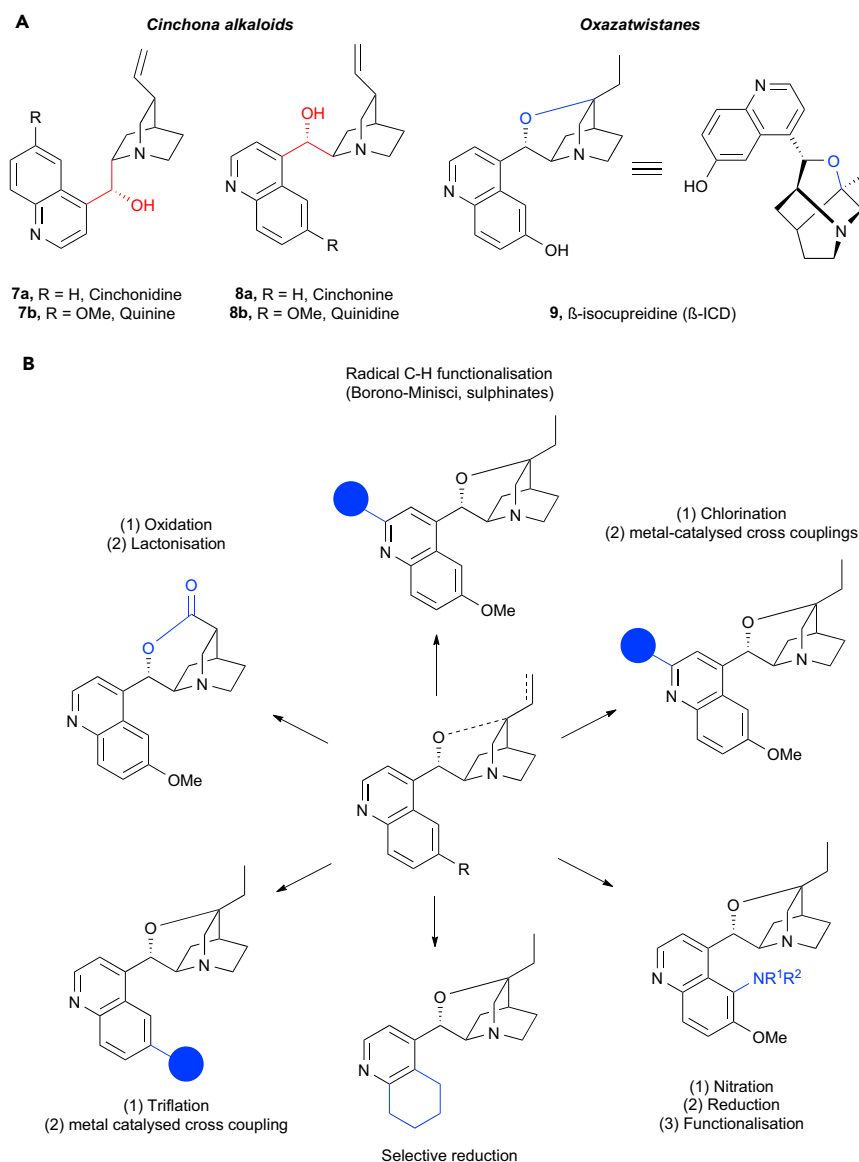 A
Cinchona alkaloids
Oxazatwistanes
R
N
N
OH
OH
N
N
R
O
N
N
OH
N
O
HO
N
7a, R = H, Cinchonidine
7b, R = OMe, Quinine
8a, R = H, Cinchonine
8b, R = OMe, Quinidine
9, ß-isocupreidine (ß-ICD)
B
Radical C-H functionalisation
(Borono-Minisci, sulphinates)
O
N
N
OMe
(1) Oxidation
(2) Lactonisation
O
O
N
N
OMe
(1) Chlorination
(2) metal-catalysed cross couplings
O
N
N
OMe
O
N
N
R
O
N
N
(1) Triflation
(2) metal catalysed cross coupling
O
N
N
Selective reduction
O
N
N
NR¹R²
OMe
(1) Nitration
(2) Reduction
(3) Functionalisation